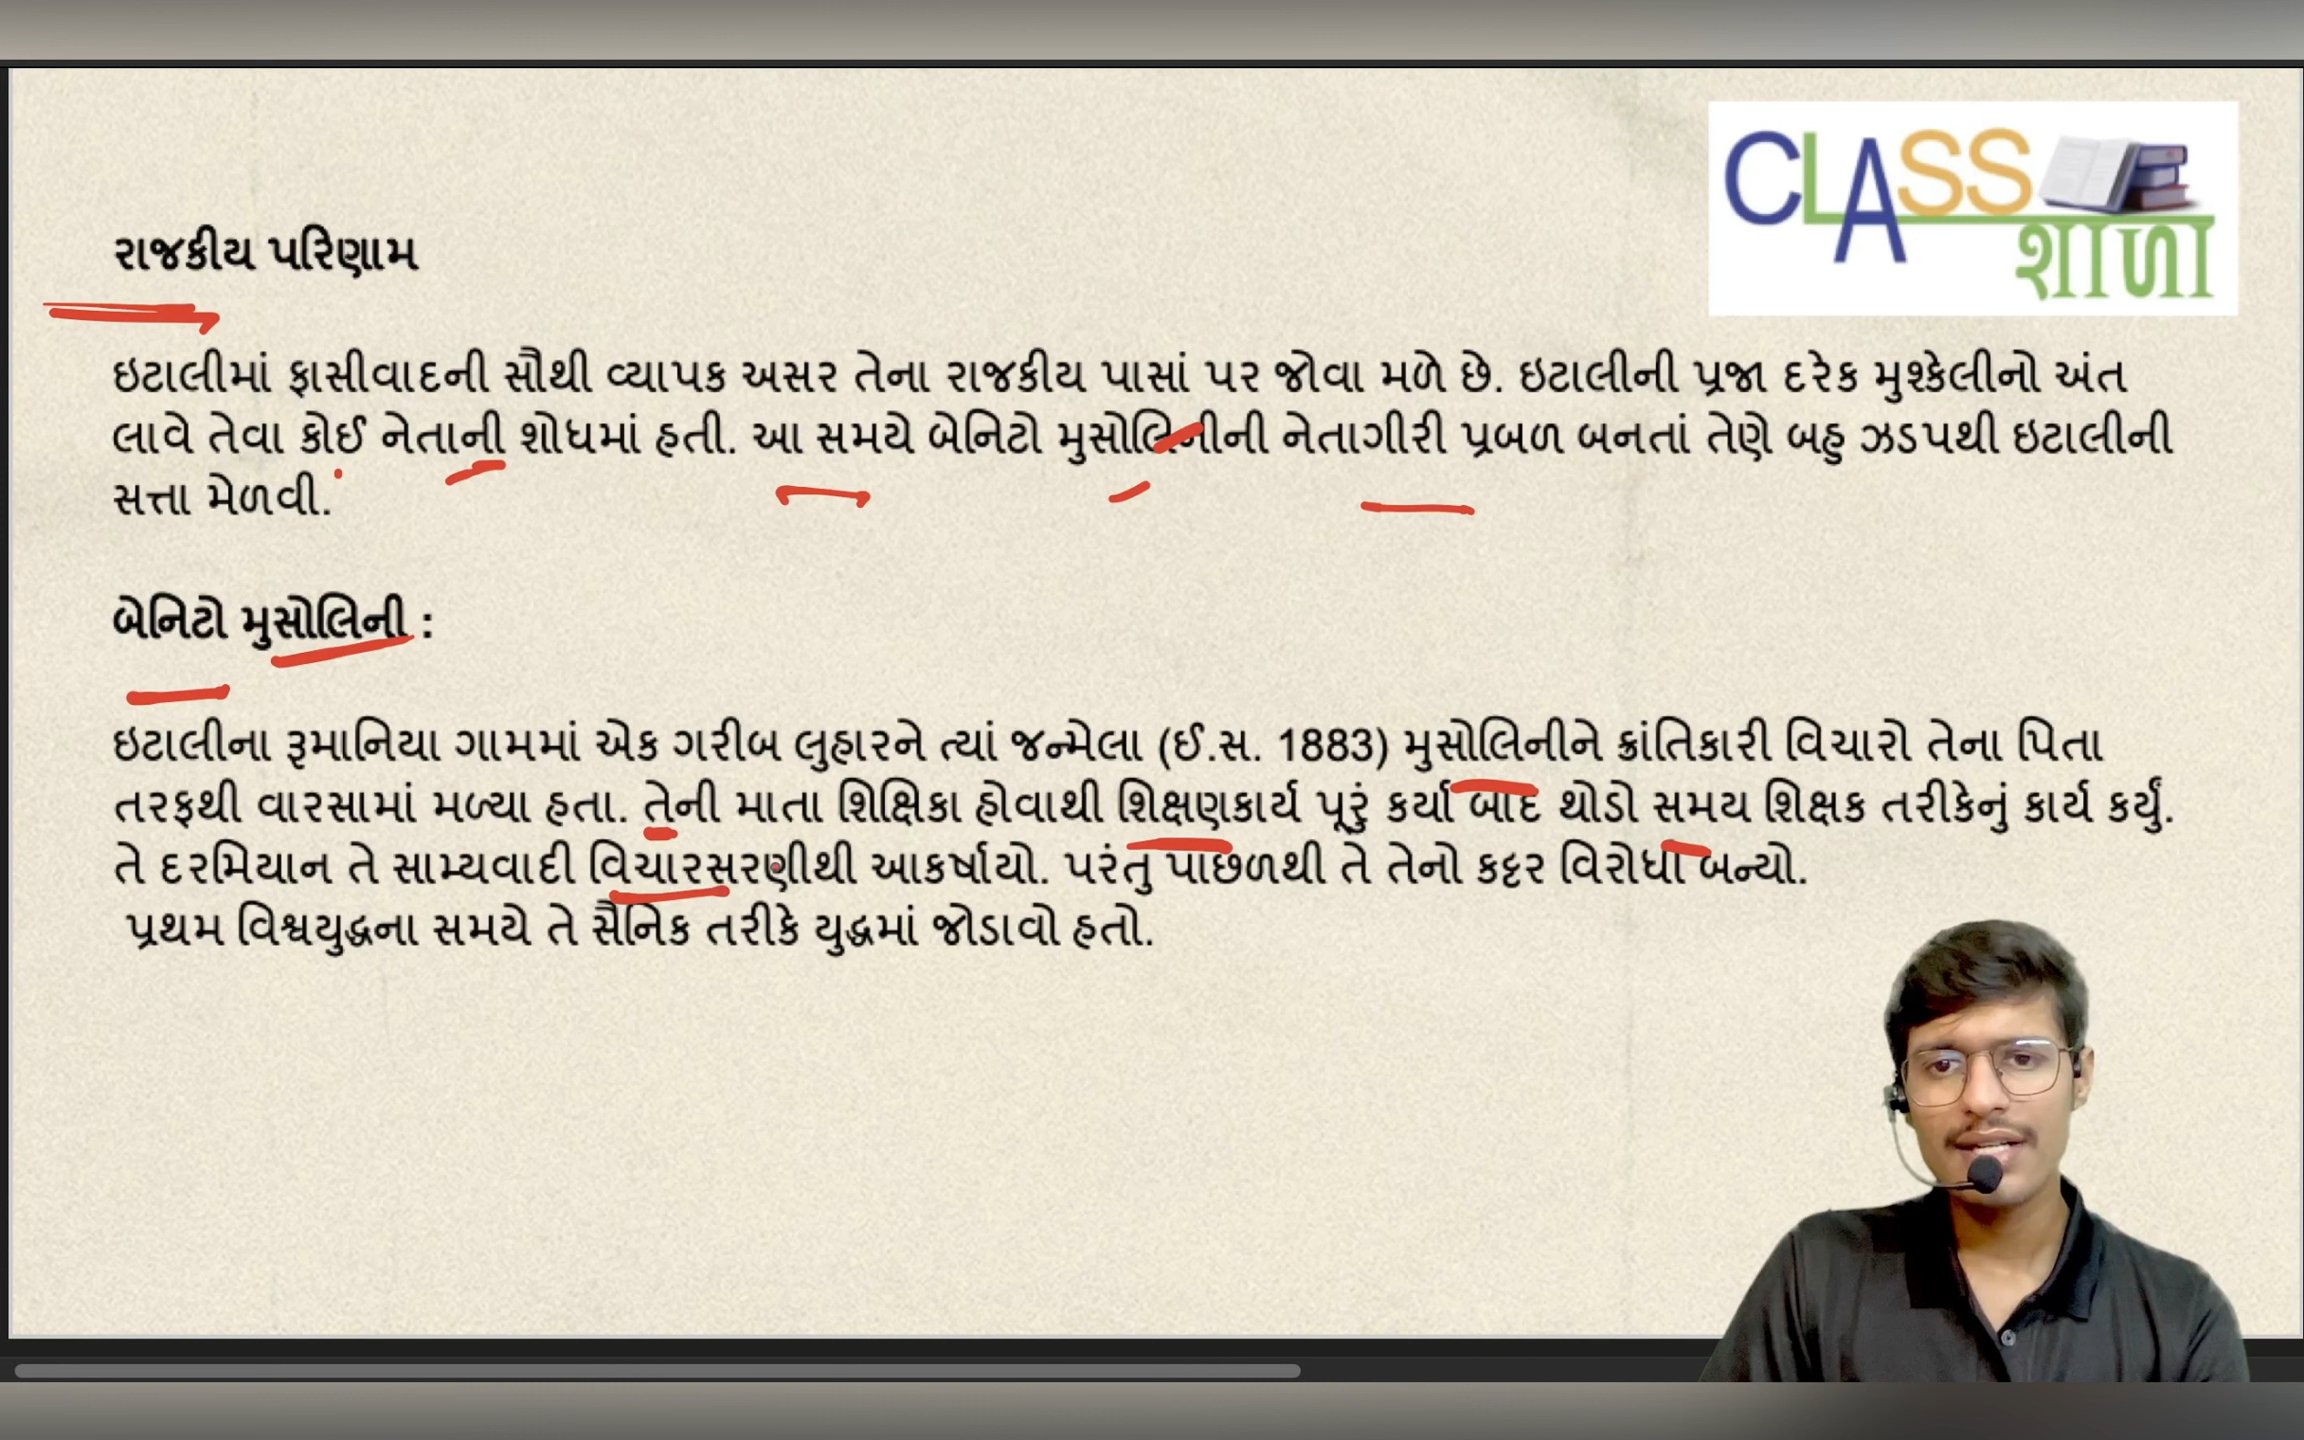 CLASS
શાળા
રાજકીય પરિણામ
ઇટાલીમાં ફાસીવાદની સૌથી વ્યાપક અસર તેના રાજકીય પાસાં પર જોવા મળે છે. ઇટાલીની પ્રજા દરેક મુશ્કેલીનો અંત
લાવે તેવા કોઈ નેતાની શોધમાં હતી. આ સમયે બેનિટો મુસોલિનીની નેતાગીરી પ્રબળ બનતાં તેણે બહુ ઝડપથી ઇટાલીની
સત્તા મેળવી.
બેનિટો મુસોલિની :
ઇટાલીના રૂમાનિયા ગામમાં એક ગરીબ લુહારને ત્યાં જન્મેલા (ઈ.સ. 1883) મુસોલિનીને ક્રાંતિકારી વિચારો તેના પિતા
તરફથી વારસામાં મળ્યા હતા. તેની માતા શિક્ષિકા હોવાથી શિક્ષણકાર્ય પૂરું કર્યા બાદ થોડો સમય શિક્ષક તરીકેનું કાર્ય કર્યું.
તે દરમિયાન તે સામ્યવાદી વિચારસરણીથી આકર્ષાયો. પરંતુ પાછળથી તે તેનો કટ્ટર વિરોધી બન્યો.
પ્રથમ વિશ્વયુદ્ધના સમયે તે સૈનિક તરીકે યુદ્ધમાં જોડાવો હતો.